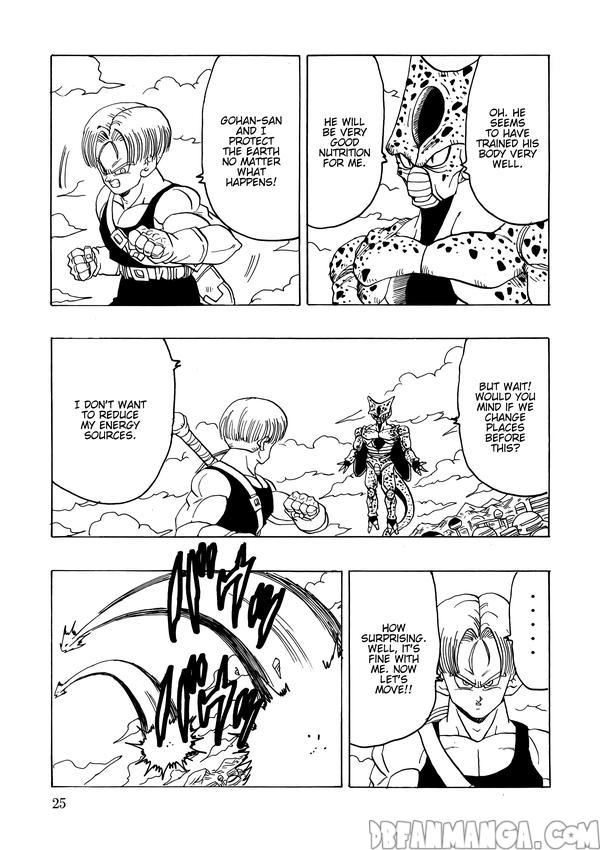 OH. HE
SEEMS
TO HAVE
TRAINED HIS
BODY VERY
WELL.
HE
WILL BE
VERY
GOOD
NUTRITION
FOR ME.
GOHAN-SAN
AND I
PROTECT
THE EARTH
NO MATTER
WHAT
HAPPENS!
BUT WAIT!
WOULD YOU
MIND IF WE
CHANGE
PLACES
BEFORE
THIS?
I DON'T WANT
TO REDUCE
MY ENERGY
SOURCES.
......
HOW
SURPRISING.
WELL, IT'S
FINE WITH
ME. NOW
LET'S
MOVE!!
25
DBFANMANGA.COM